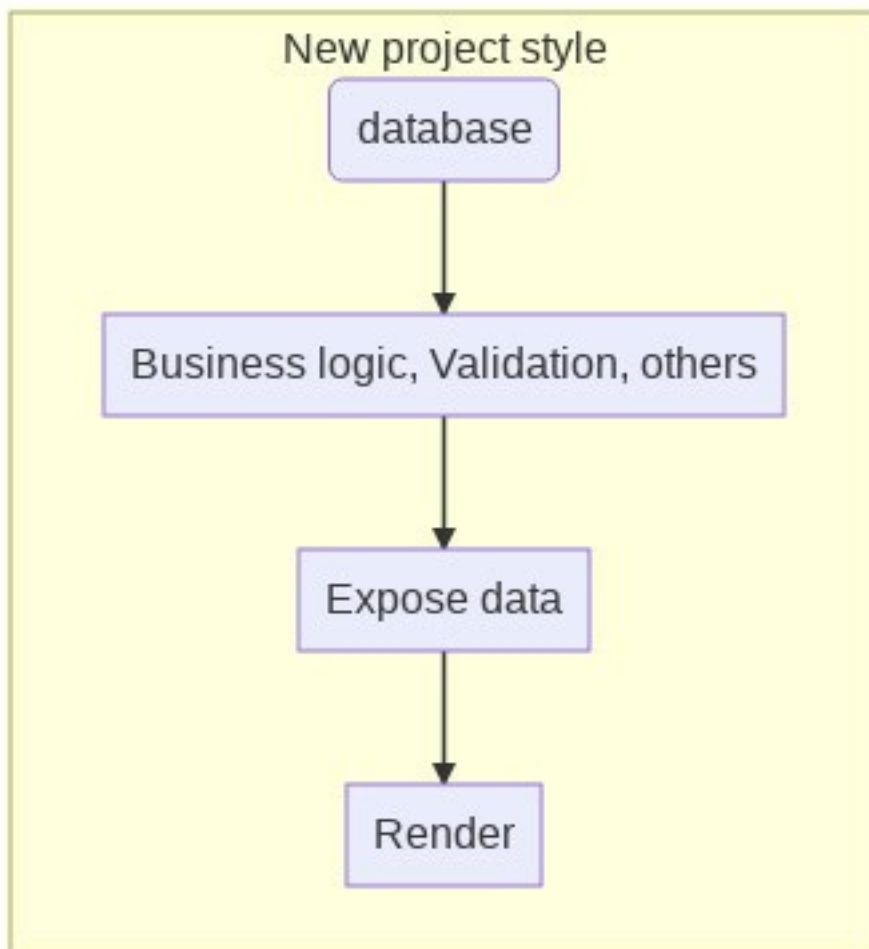 New project style
database
Business logic, Validation, others
Expose data
Render